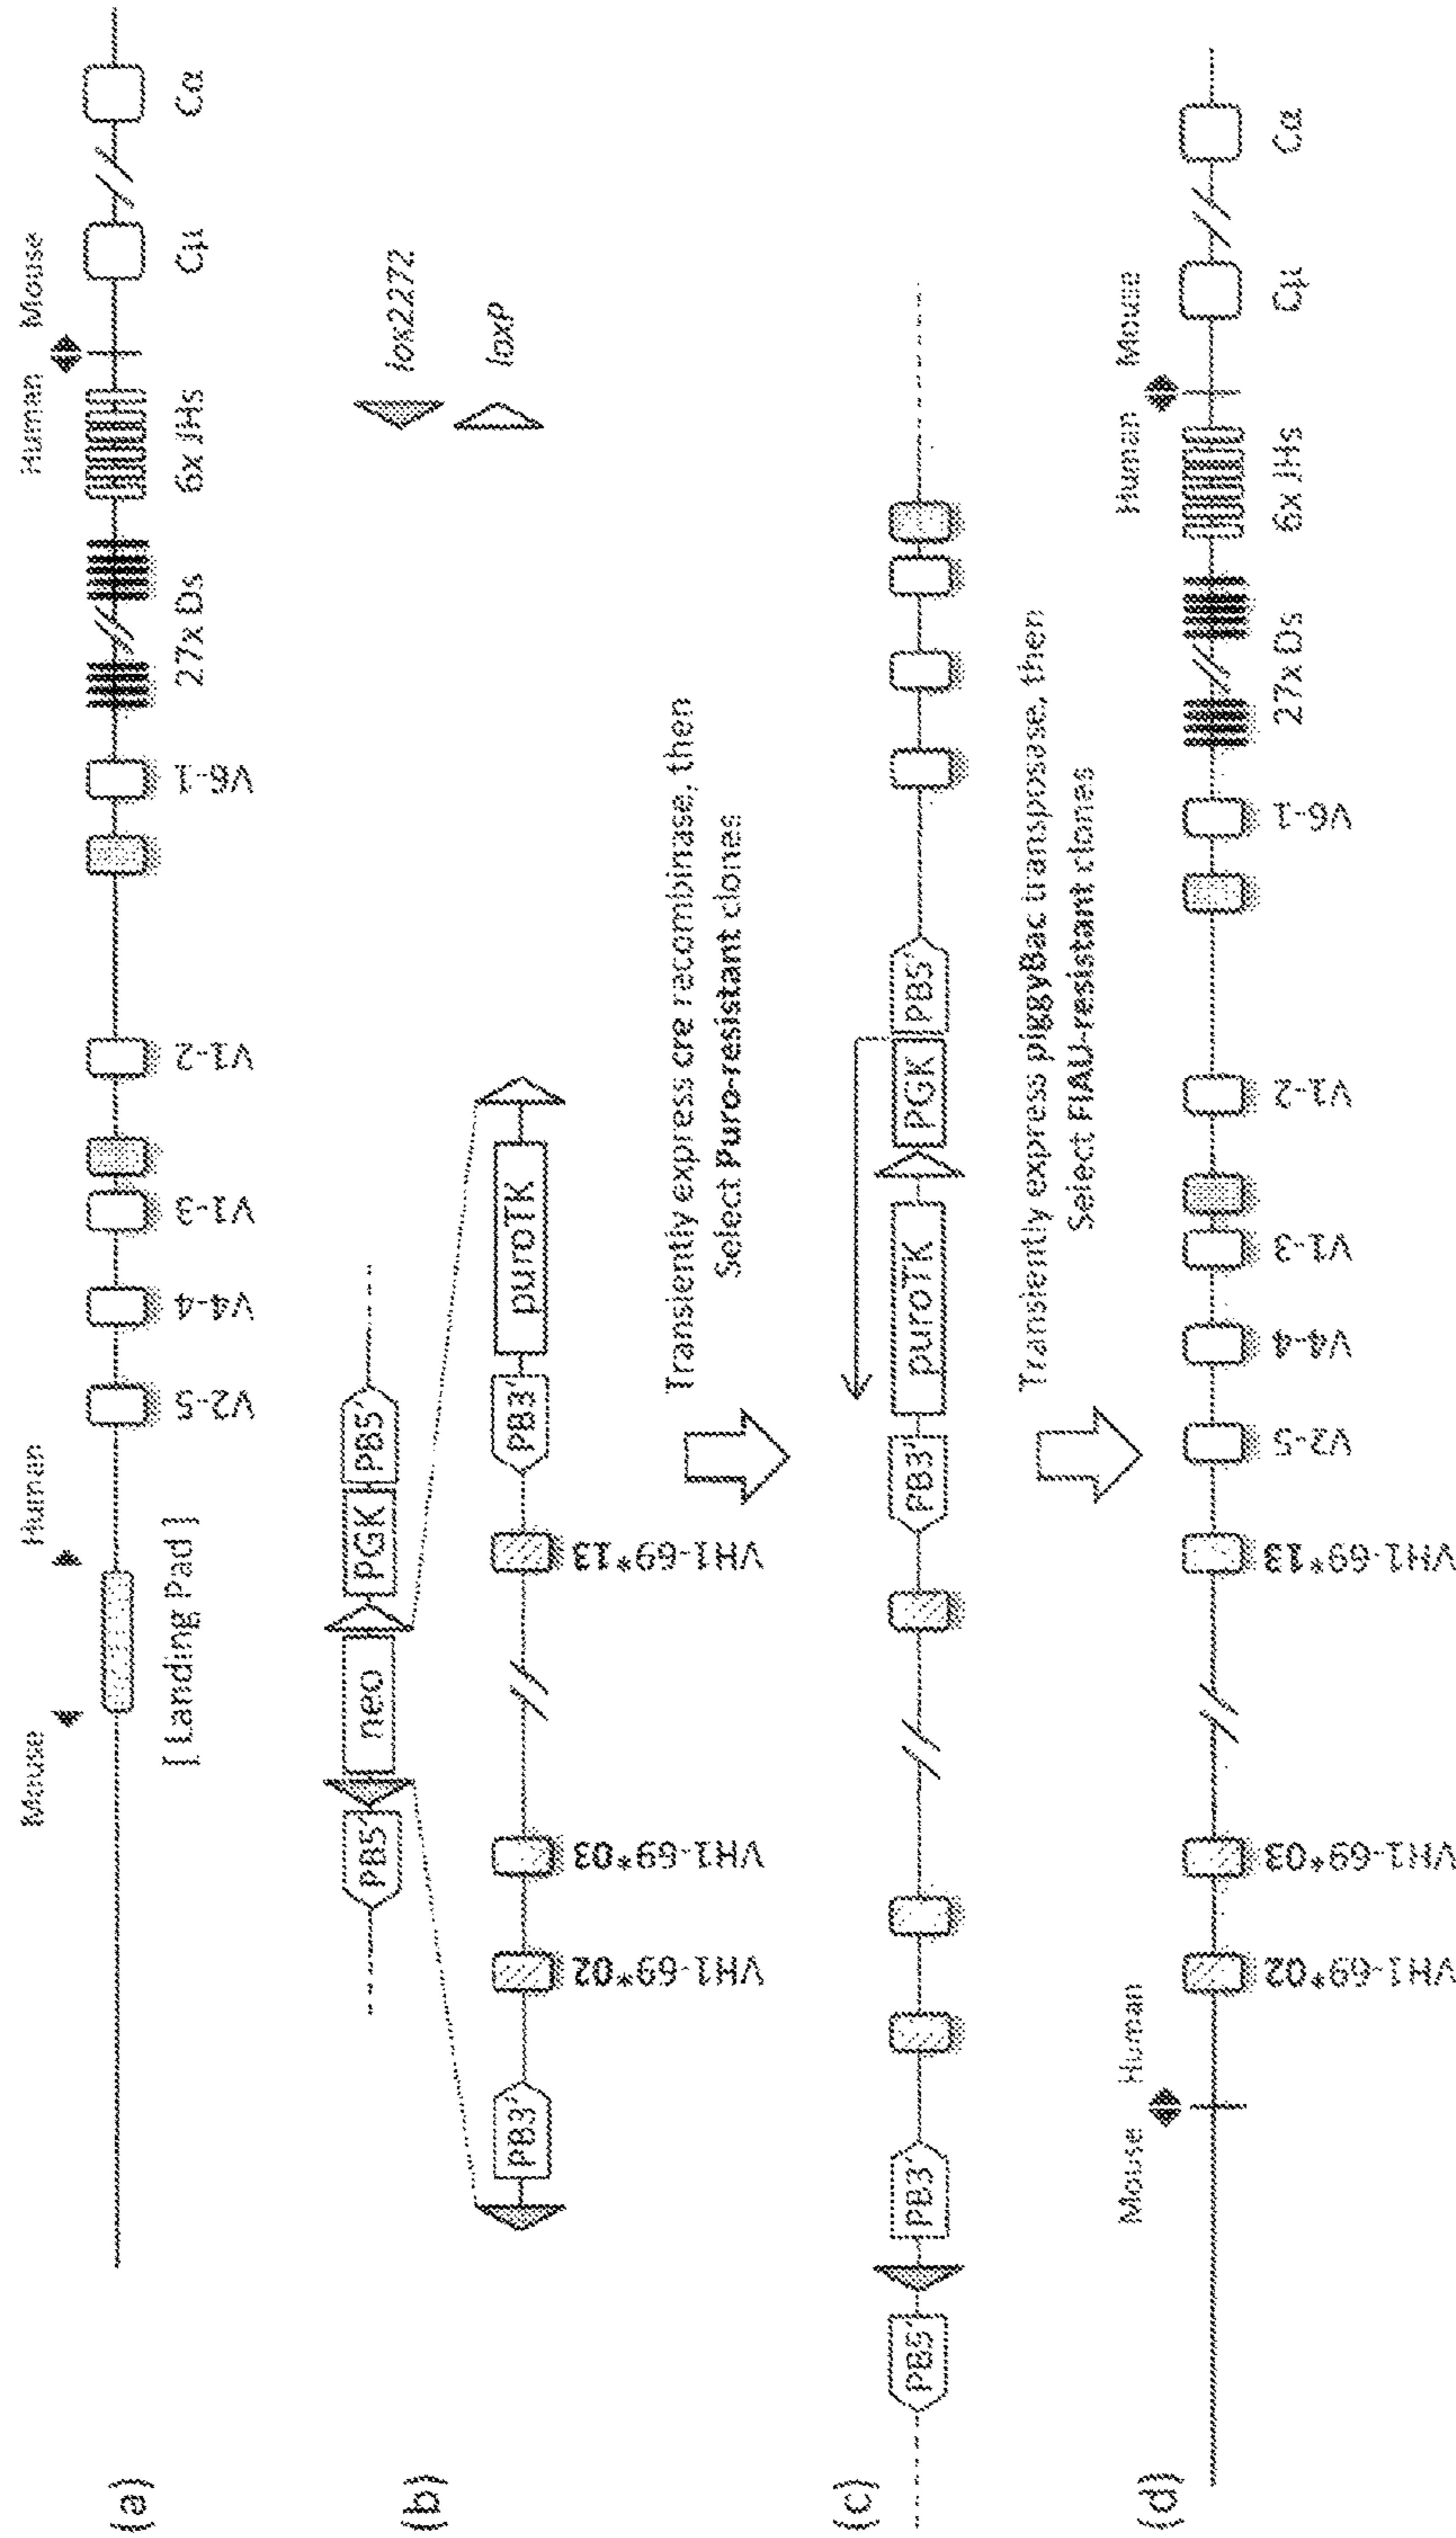 (a)
Mouse Human Human Mouse
[ Landing Pad ]
V2-5 V4-4 V1-3 V1-2 V6-1 27x Ds 6x JHs Cμ Cα
(b)
PB5' neo PGK PB5'
lox2272
loxP
PB3' PB3' puroTK
VH1-69*02 VH1-69*03 VH1-69*13
Transiently express cre recombinase, then
Select Puro-resistant clones
(c)
PB5' PB3' PB3' puroTK PGK PB5'
Transiently express piggyBac transposase, then
Select FIAU-resistant clones
(d)
Mouse Human Human Mouse
VH1-69*02 VH1-69*03 VH1-69*13 V2-5 V4-4 V1-3 V1-2 V6-1 27x Ds 6x JHs Cμ Cα